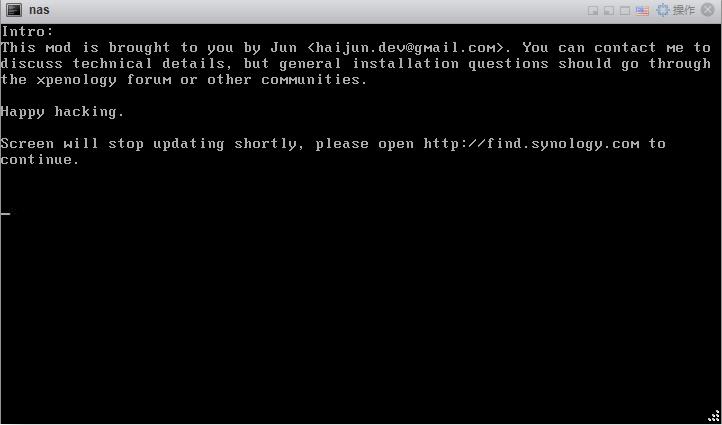 nas
操作
Intro:
This mod is brought to you by Jun <haijun.dev@gmail.com>. You can contact me to
discuss technical details, but general installation questions should go through
the xpenology forum or other communities.
Happy hacking.
Screen will stop updating shortly, please open http://find.synology.com to
continue.